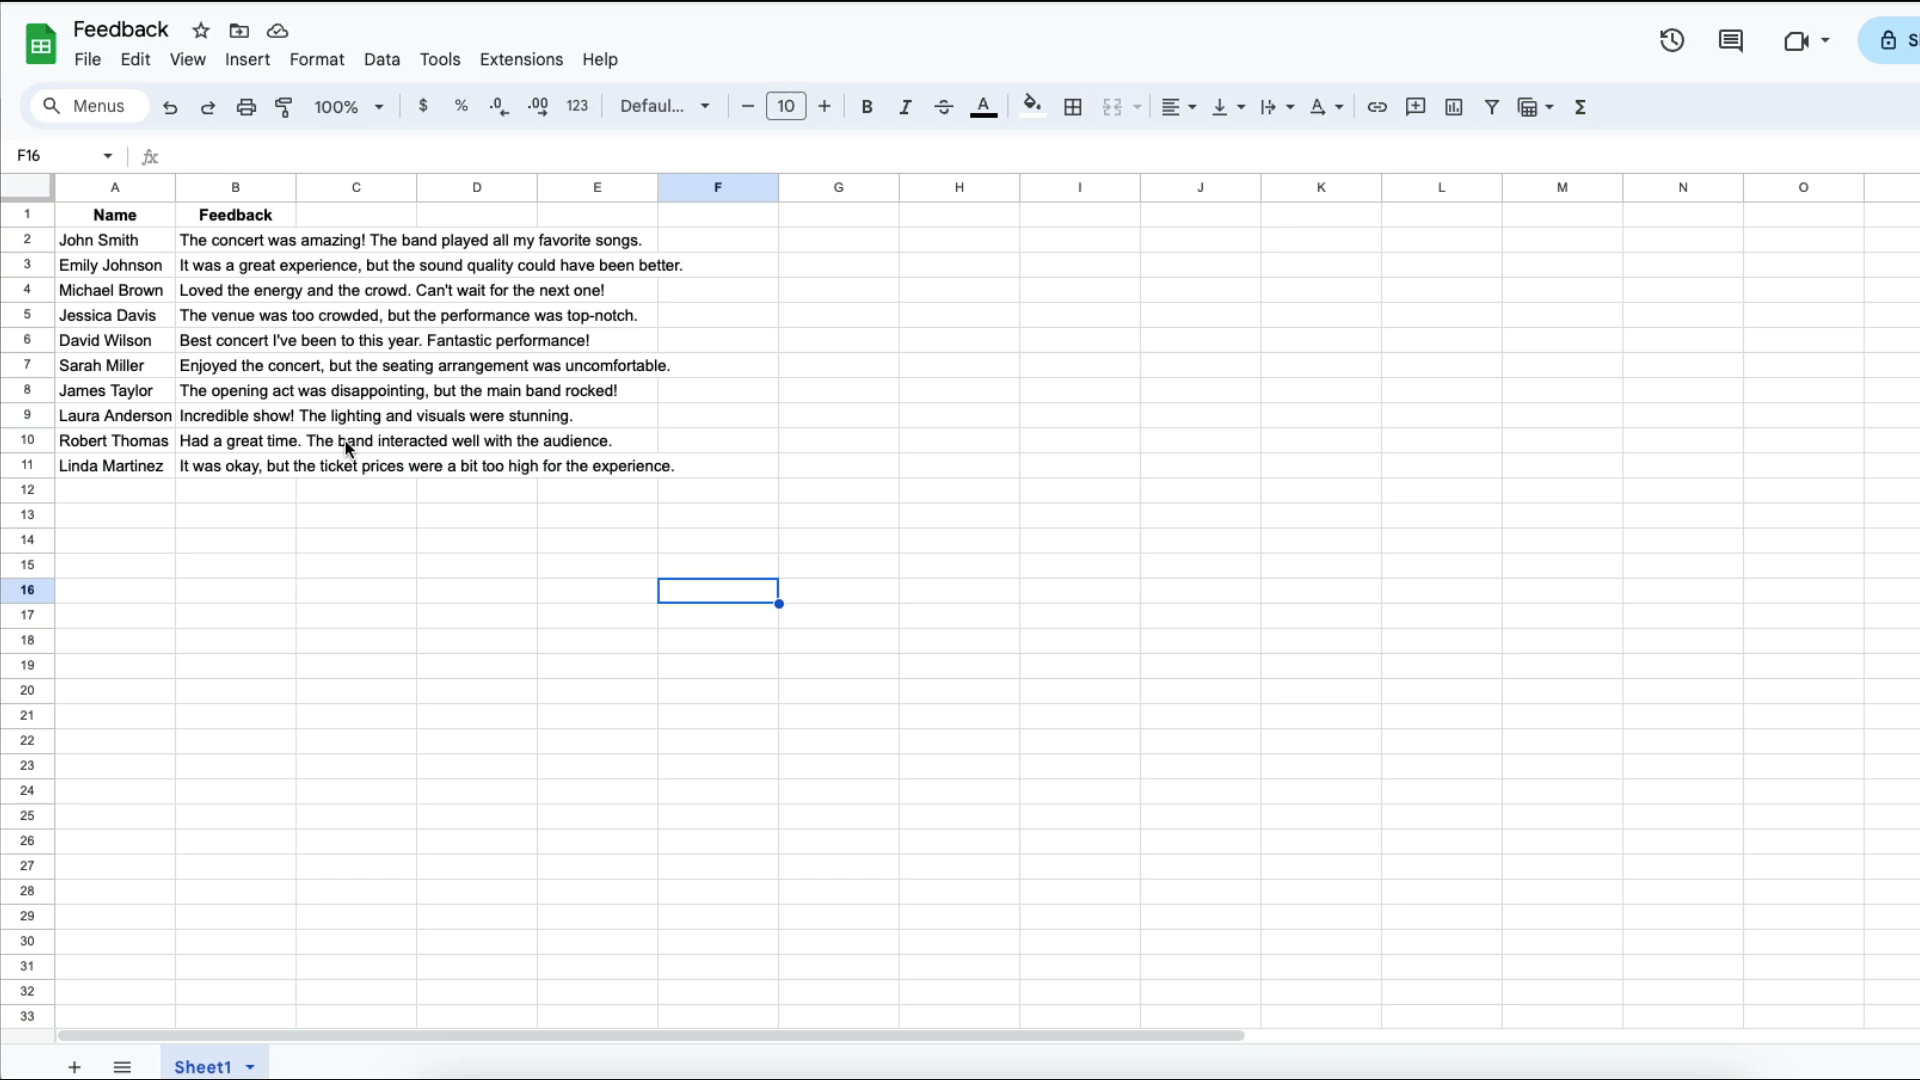 Feedback
File Edit View Insert Format Data Tools Extensions Help
Menus 100% $ % .0 .00 123 Defaul... 10 B I A Σ
F16 fx
A B C D E F G H I J K L M N O
1 Name Feedback
2 John Smith The concert was amazing! The band played all my favorite songs.
3 Emily Johnson It was a great experience, but the sound quality could have been better.
4 Michael Brown Loved the energy and the crowd. Can't wait for the next one!
5 Jessica Davis The venue was too crowded, but the performance was top-notch.
6 David Wilson Best concert I've been to this year. Fantastic performance!
7 Sarah Miller Enjoyed the concert, but the seating arrangement was uncomfortable.
8 James Taylor The opening act was disappointing, but the main band rocked!
9 Laura Anderson Incredible show! The lighting and visuals were stunning.
10 Robert Thomas Had a great time. The band interacted well with the audience.
11 Linda Martinez It was okay, but the ticket prices were a bit too high for the experience.
12
13
14
15
16
17
18
19
20
21
22
23
24
25
26
27
28
29
30
31
32
33
Sheet1